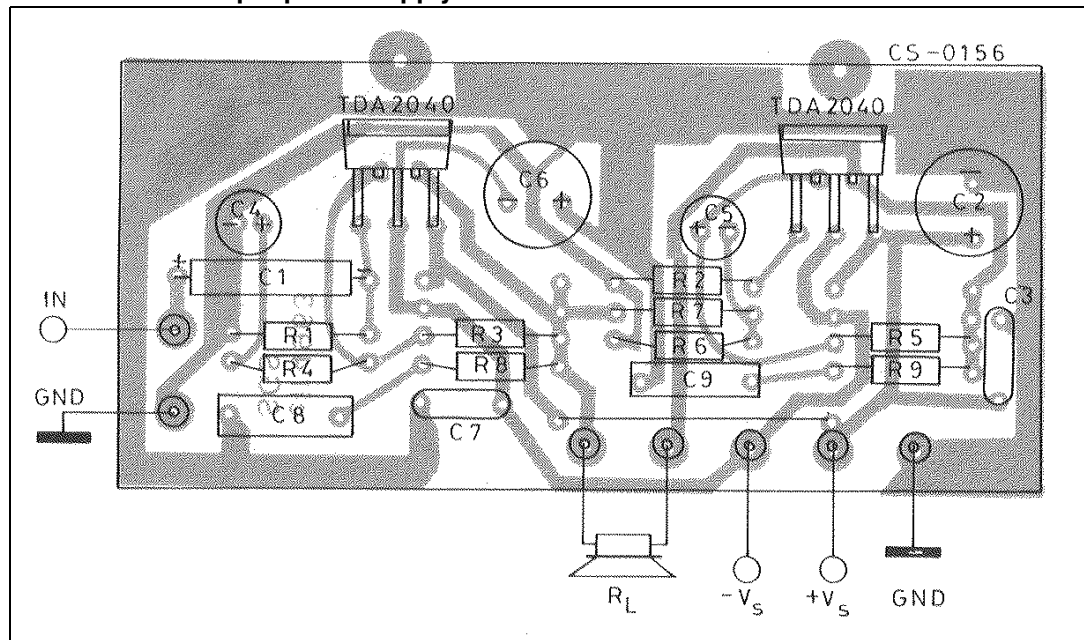 CS-0156
TDA2040
TDA2040
C6
C2
C4
C5
C1
R2
C3
IN
R7
R1
R3
R6
R5
R4
R8
C9
R9
GND
C8
C7
RL
-Vs
+Vs
GND